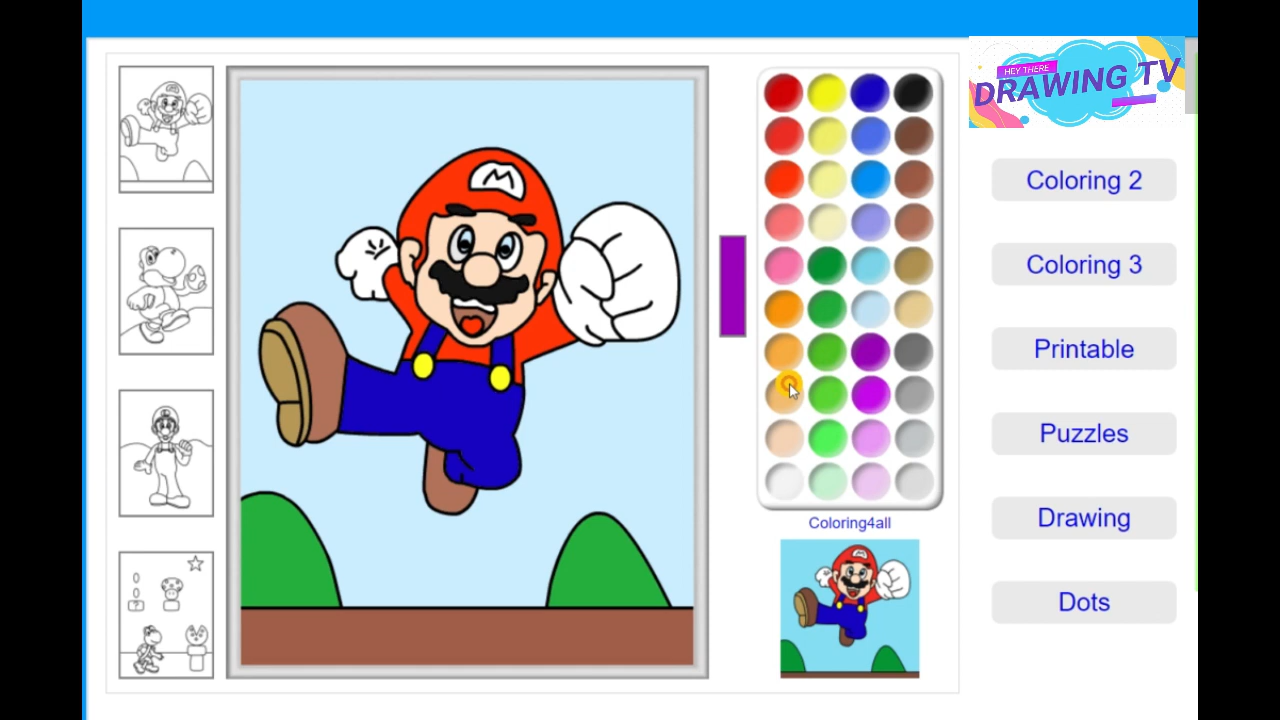 HEY THERE
DRAWING TV
M
Coloring 2
Coloring 3
Printable
Puzzles
Drawing
Dots
Coloring4all
M
?